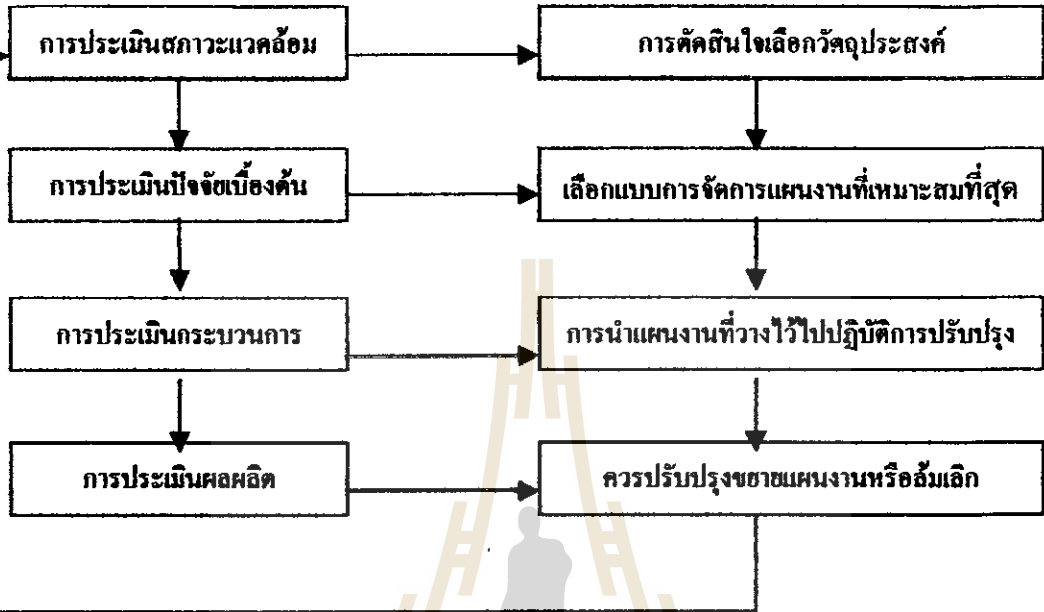 การประเมินสภาวะแวดล้อม
การตัดสินใจเลือกวัตถุประสงค์
การประเมินปัจจัยเบื้องต้น
เลือกแบบการจัดการแผนงานที่เหมาะสมที่สุด
การประเมินกระบวนการ
การนำแผนงานที่วางไว้ไปปฏิบัติการปรับปรุง
การประเมินผลผลิต
ควรปรับปรุงขยายแผนงานหรือล้มเลิก